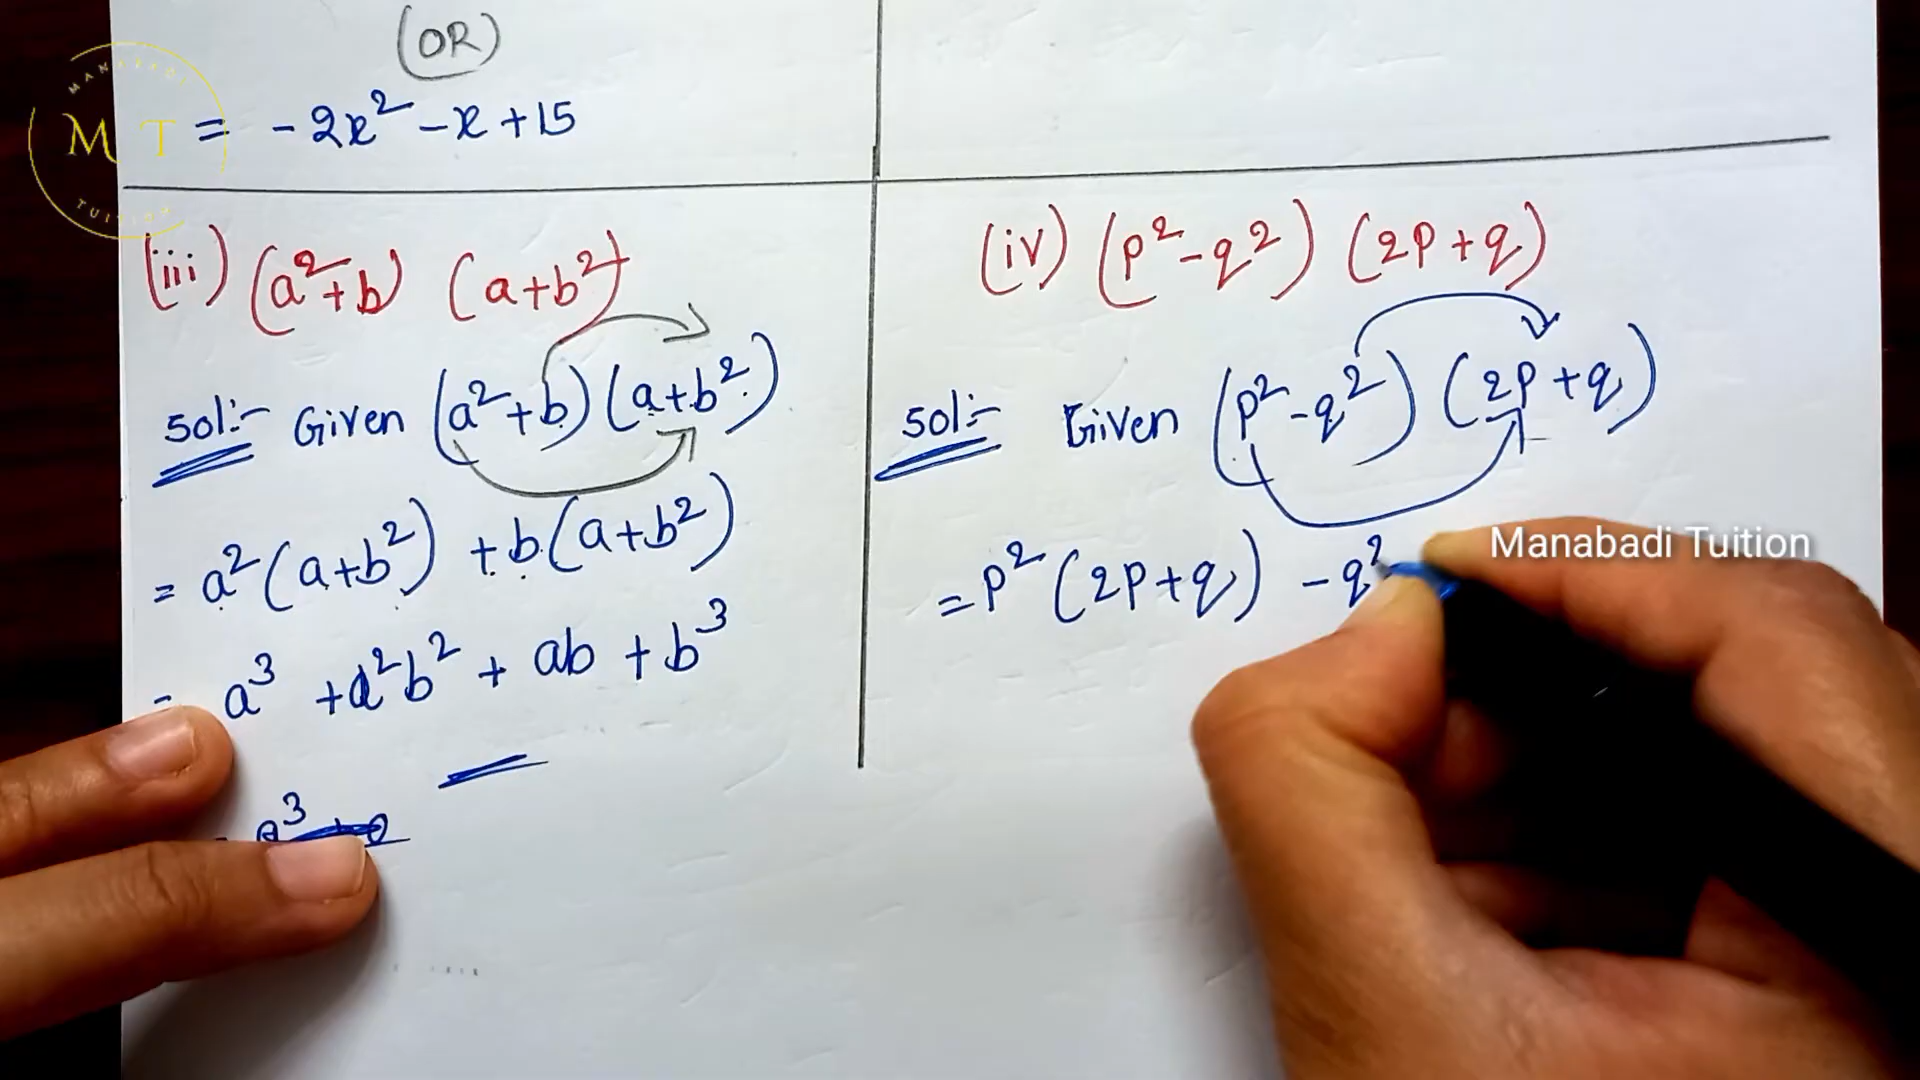 (OR)
= -2x² - x + 15
(iii) (a² + b) (a + b²)
Sol:- Given (a² + b) (a + b²)
= a² (a + b²) + b (a + b²)
= a³ + a²b² + ab + b³
(iv) (p² - q²) (2p + q)
Sol:- Given (p² - q²) (2p + q)
= p² (2p + q) - q²
Manabadi Tuition
M T
TUITION